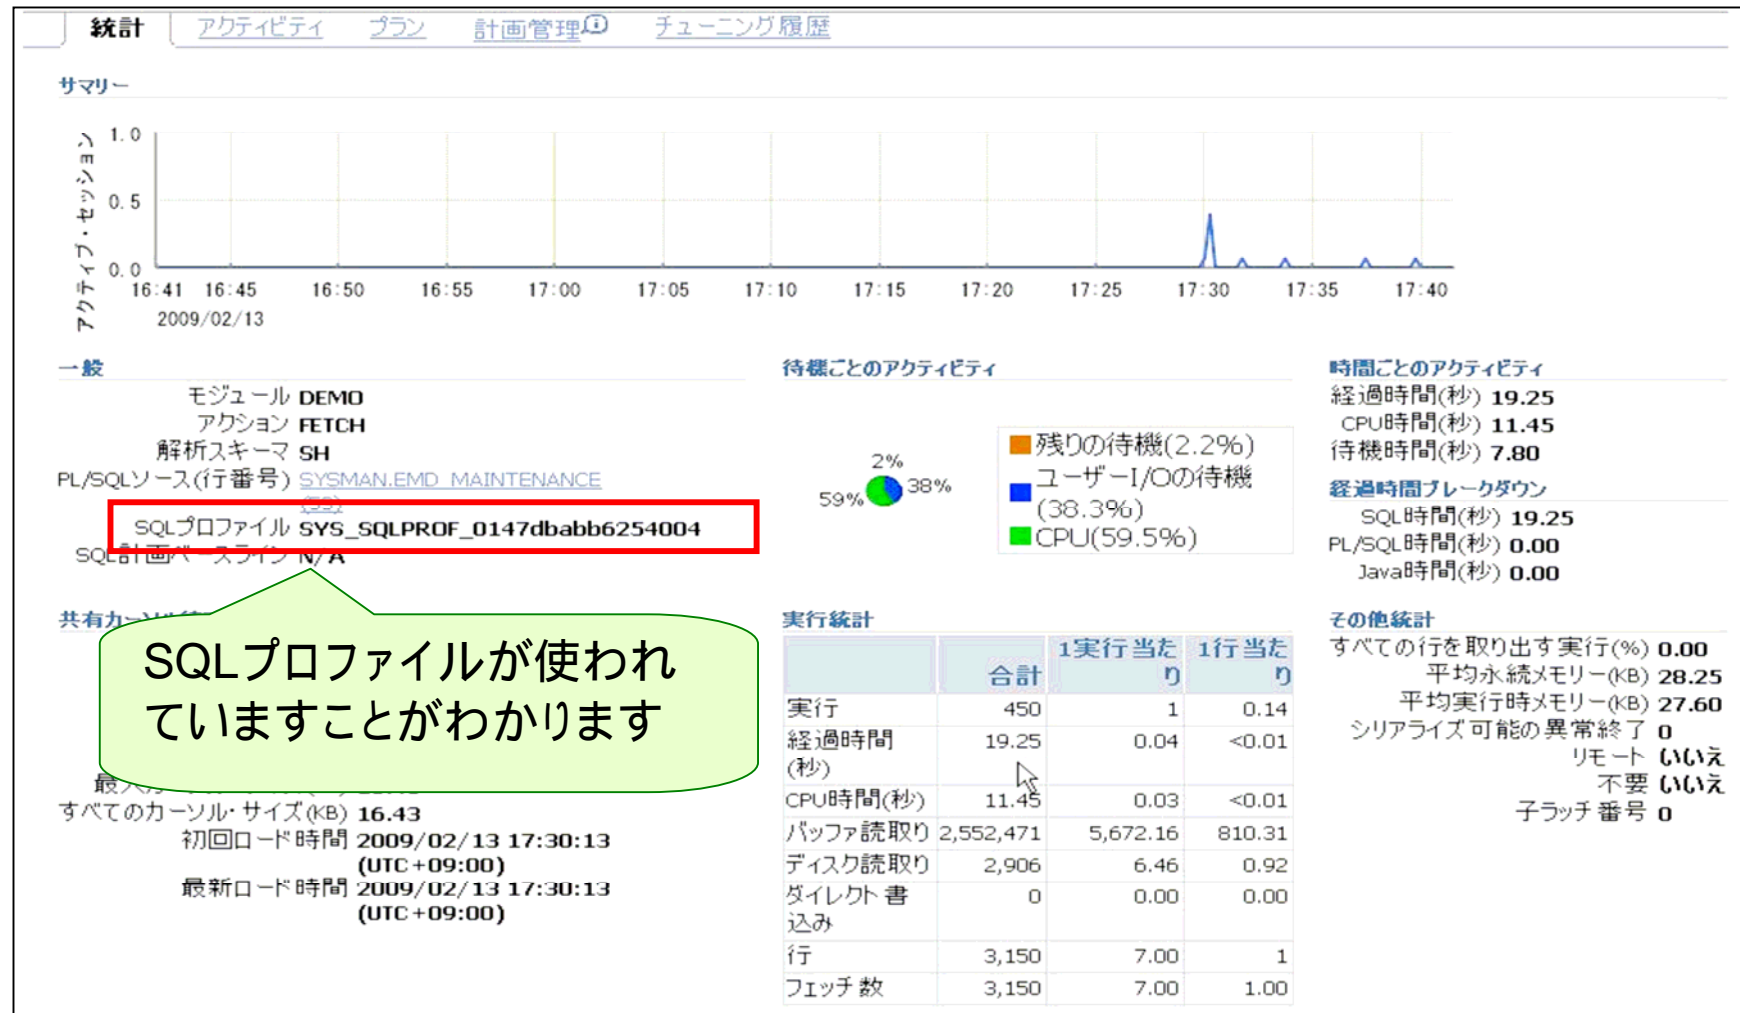 統計 アクティビティ プラン 計画管理 チューニング履歴
サマリー
アクティブ・セッション
1.0
0.5
0.0
16:41 16:45 16:50 16:55 17:00 17:05 17:10 17:15 17:20 17:25 17:30 17:35 17:40
2009/02/13
一般
モジュール DEMO
アクション FETCH
解析スキーマ SH
PL/SQLソース(行番号) SYSMAN.EMD_MAINTENANCE
SQLプロファイル SYS_SQLPROF_0147dbabb6254004
SQL計画ベースライン N/A
SQLプロファイルが使われ
ていますことがわかります
すべてのカーソル・サイズ(KB) 16.43
初回ロード時間 2009/02/13 17:30:13
(UTC+09:00)
最新ロード時間 2009/02/13 17:30:13
(UTC+09:00)
待機ごとのアクティビティ
2%
59% 38%
残りの待機(2.2%)
ユーザーI/Oの待機
(38.3%)
CPU(59.5%)
実行統計
合計 1実行当たり 1行当たり
実行 450 1 0.14
経過時間(秒) 19.25 0.04 <0.01
CPU時間(秒) 11.45 0.03 <0.01
バッファ読取り 2,552,471 5,672.16 810.31
ディスク読取り 2,906 6.46 0.92
ダイレクト書込み 0 0.00 0.00
行 3,150 7.00 1
フェッチ数 3,150 7.00 1.00
時間ごとのアクティビティ
経過時間(秒) 19.25
CPU時間(秒) 11.45
待機時間(秒) 7.80
経過時間ブレークダウン
SQL時間(秒) 19.25
PL/SQL時間(秒) 0.00
Java時間(秒) 0.00
その他統計
すべての行を取り出す実行(%) 0.00
平均永続メモリー(KB) 28.25
平均実行時メモリー(KB) 27.60
シリアライズ可能の異常終了 0
リモート いいえ
不要 いいえ
子ラッチ番号 0